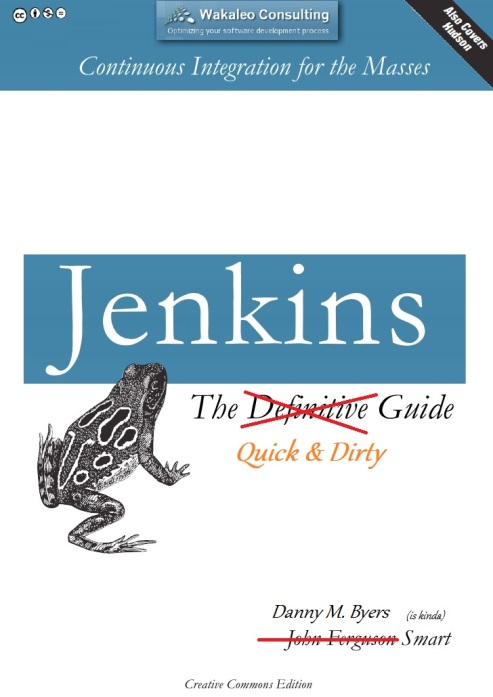 Wakaleo Consulting
Optimizing your software development process
Also Covers
Hudson
Continuous Integration for the Masses
Jenkins
The Definitive Guide
Quick & Dirty
Danny M. Byers (is kinda)
John Ferguson Smart
Creative Commons Edition